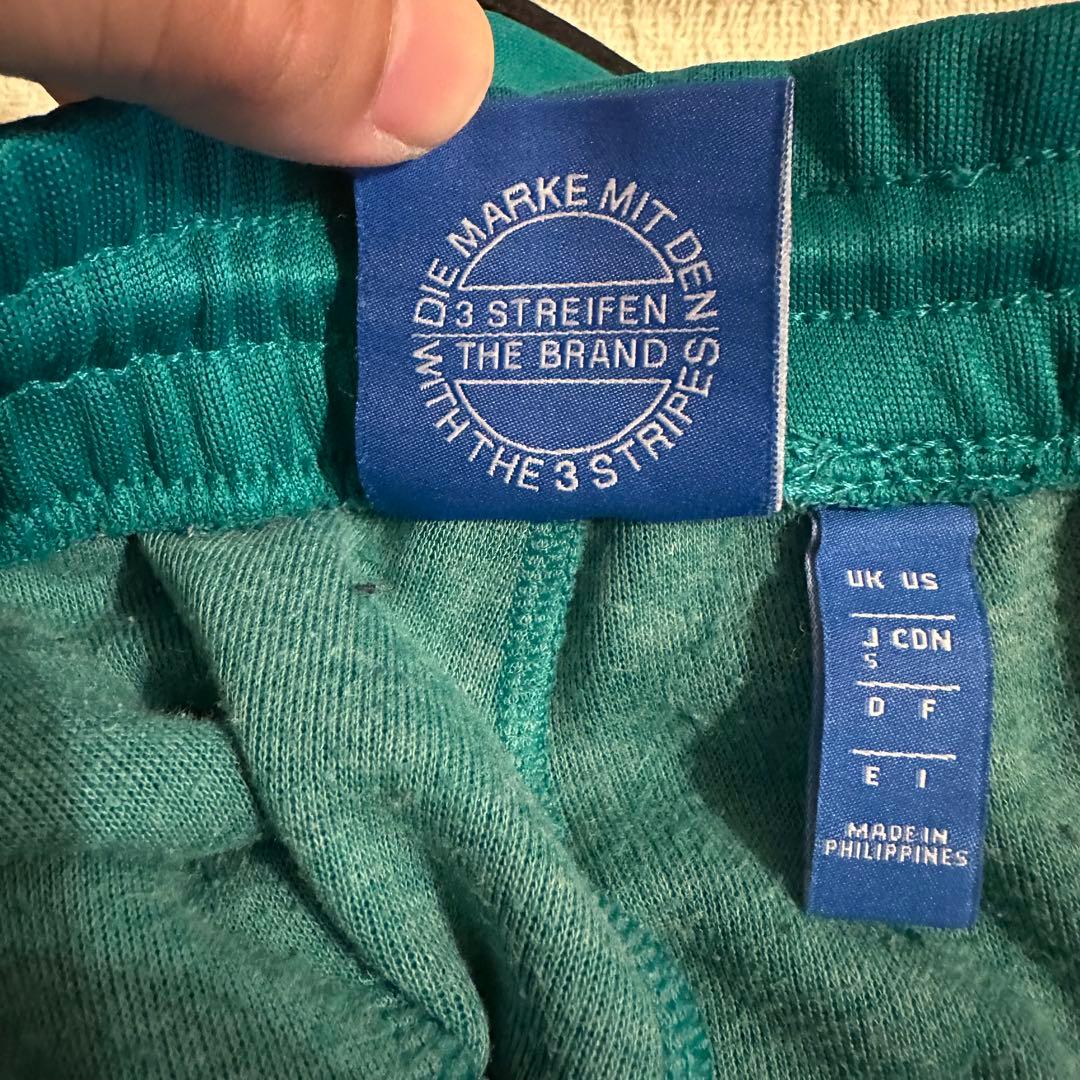 DIE MARKE MIT DEN
3 STREIFEN
THE BRAND
WITH THE 3 STRIPES
UK US
J CDN
S
D F
E I
MADE IN
PHILIPPINES